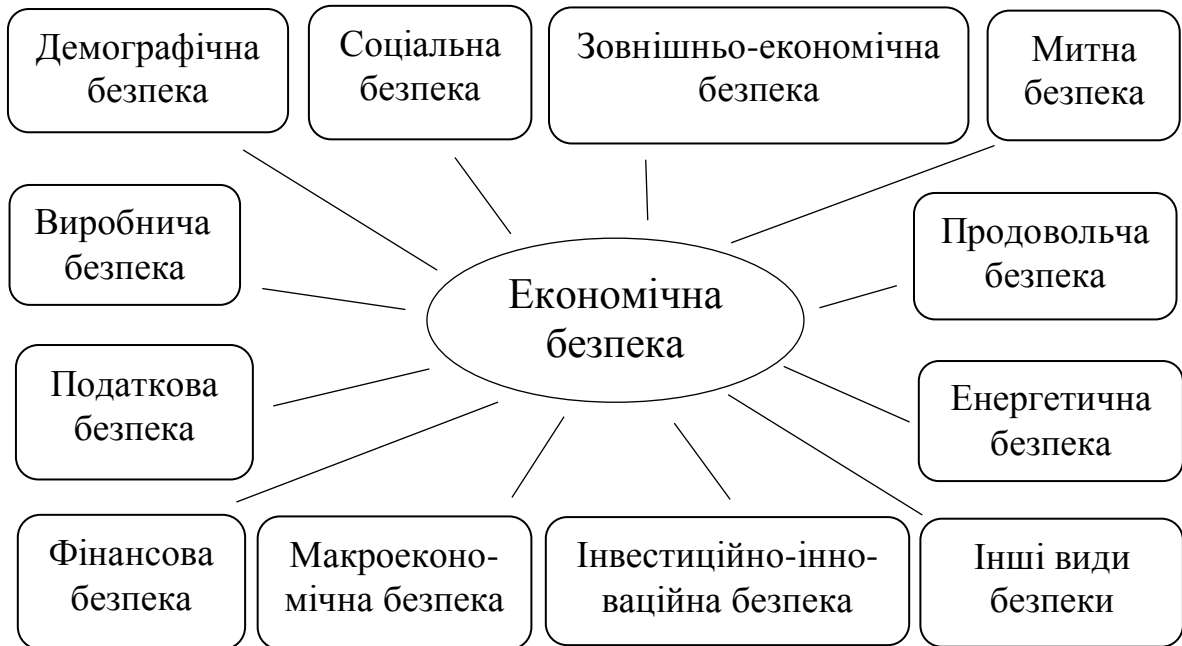 Демографічна
безпека
Соціальна
безпека
Зовнішньо-економічна
безпека
Митна
безпека
Виробнича
безпека
Продовольча
безпека
Економічна
безпека
Податкова
безпека
Енергетична
безпека
Фінансова
безпека
Макроеконо-
мічна безпека
Інвестиційно-інно-
ваційна безпека
Інші види
безпеки